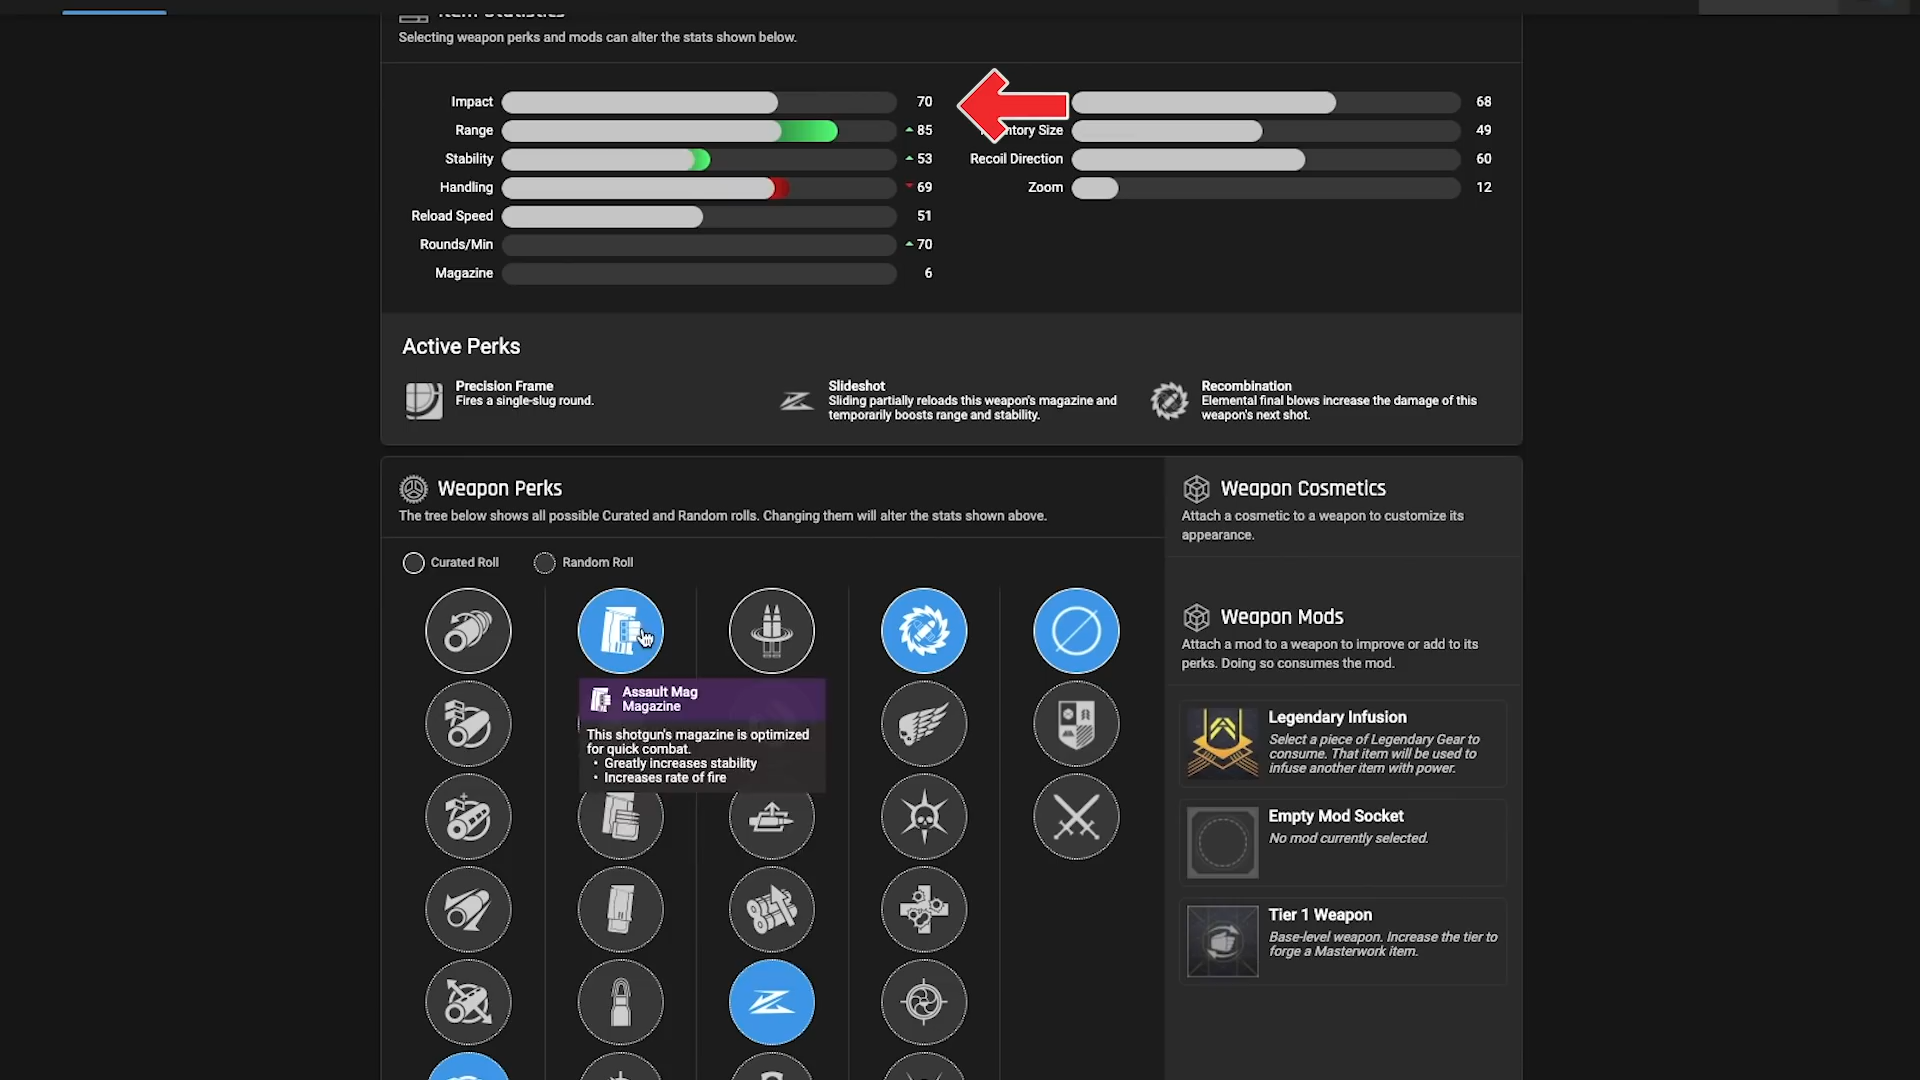 Item Statistics
Selecting weapon perks and mods can alter the stats shown below.
Impact 70
Range 85
Stability 53
Handling 69
Reload Speed 51
Rounds/Min 70
Magazine 6
68
ntory Size 49
Recoil Direction 60
Zoom 12
Active Perks
Precision Frame
Fires a single-slug round.
Slideshot
Sliding partially reloads this weapon's magazine and
temporarily boosts range and stability.
Recombination
Elemental final blows increase the damage of this
weapon's next shot.
Weapon Perks
The tree below shows all possible Curated and Random rolls. Changing them will alter the stats shown above.
Curated Roll
Random Roll
Assault Mag
Magazine
This shotgun's magazine is optimized
for quick combat.
• Greatly increases stability
• Increases rate of fire
Weapon Cosmetics
Attach a cosmetic to a weapon to customize its
appearance.
Weapon Mods
Attach a mod to a weapon to improve or add to its
perks. Doing so consumes the mod.
Legendary Infusion
Select a piece of Legendary Gear to
consume. That item will be used to
infuse another item with power.
Empty Mod Socket
No mod currently selected.
Tier 1 Weapon
Base-level weapon. Increase the tier to
forge a Masterwork item.